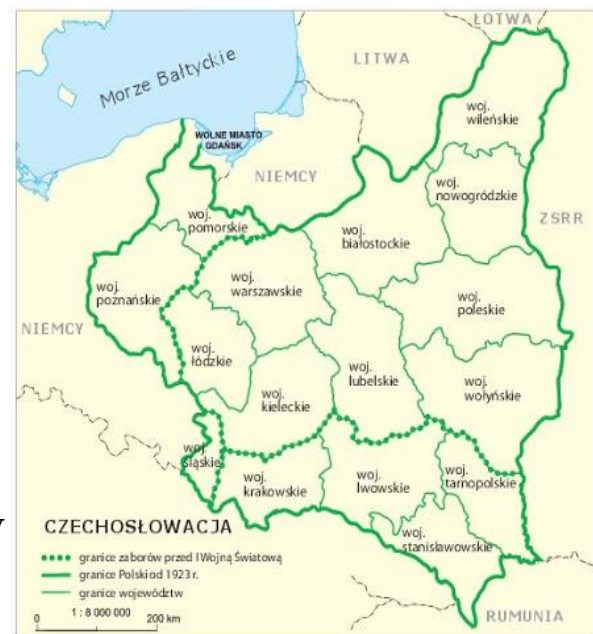 ŁOTWA
LITWA
Morze Bałtyckie
woj.
wileńskie
WOLNE MIASTO
GDAŃSK
NIEMCY
woj.
nowogródzkie
ZSRR
woj.
pomorskie
woj.
białostockie
woj.
warszawskie
woj.
poznańskie
woj.
poleskie
NIEMCY
woj.
łódzkie
woj.
lubelskie
woj.
wołyńskie
woj.
kieleckie
woj.
śląskie
woj.
krakowskie
woj.
lwowskie
woj.
tarnopolskie
woj.
stanisławowskie
Y
CZECHOSŁOWACJA
granice zaborów przed I Wojną Światową
granice Polski od 1923 r.
granice województw
1 : 8 000 000
0 200 km
RUMUNIA